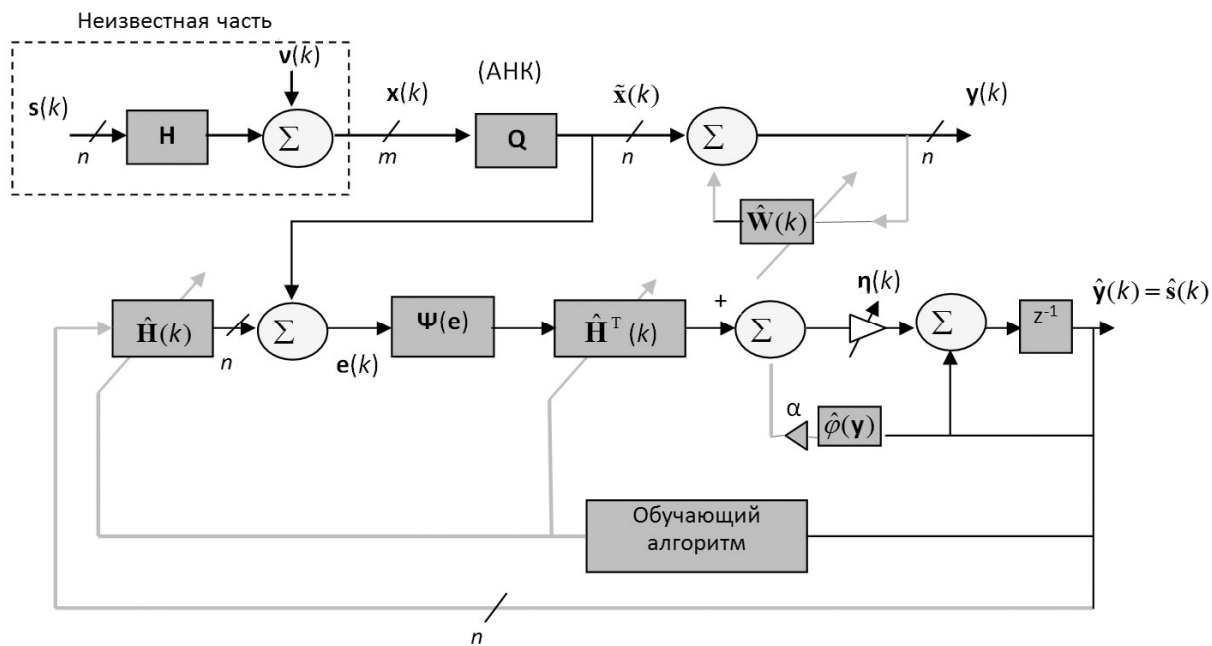 Неизвестная часть
ν(k)
(АНК)
s(k)
x(k)
x̃(k)
y(k)
H
Σ
Q
Σ
n
m
n
n
Ŵ(k)
η(k)
ŷ(k) = ŝ(k)
+
Ĥ(k)
Σ
Ψ(e)
Ĥᵀ(k)
Σ
Σ
z⁻¹
n
e(k)
α
φ̂(y)
Обучающий
алгоритм
n